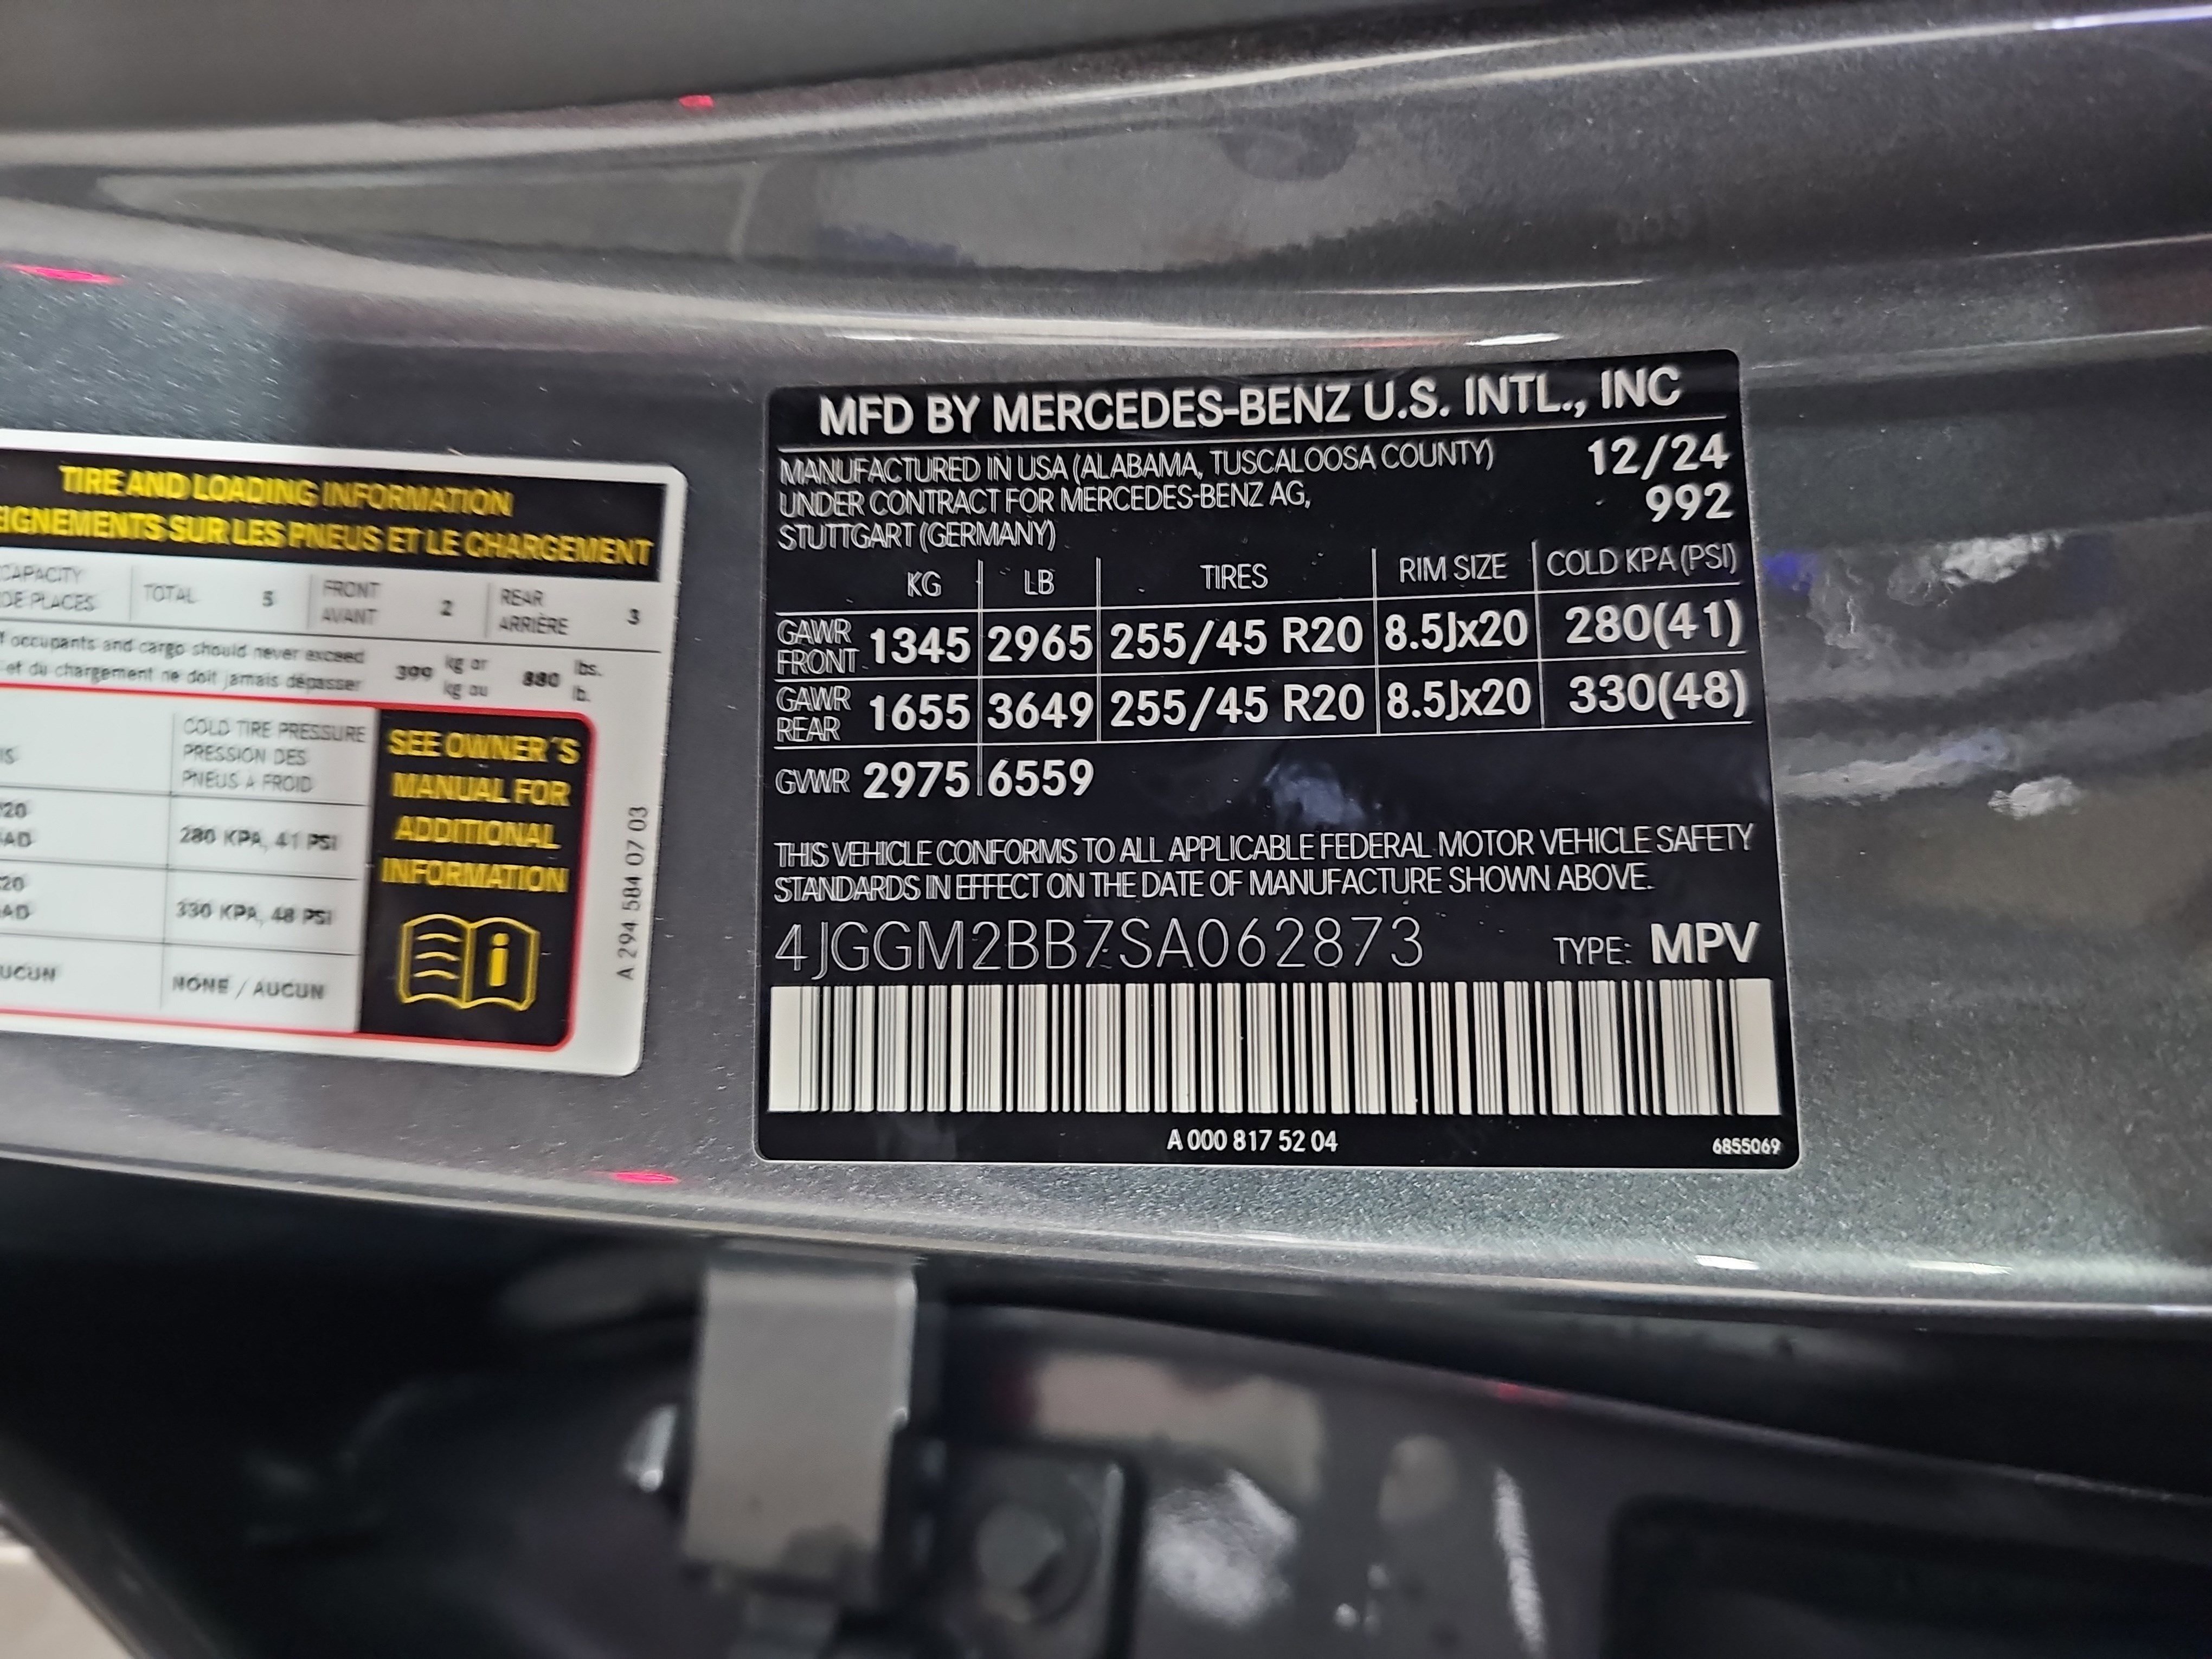 TIRE AND LOADING INFORMATION
EIGNEMENTS SUR LES PNEUS ET LE CHARGEMENT
CAPACITY
DE PLACES
TOTAL 5
FRONT
AVANT 2
REAR
ARRIÈRE 3
occupants and cargo should never exceed
et du chargement ne doit jamais dépasser
399 kg or
kg ou
880 lbs.
lb.
COLD TIRE PRESSURE
PRESSION DES
PNEUS A FROID
280 KPA, 41 PSI
330 KPA, 48 PSI
NONE / AUCUN
SEE OWNER´S
MANUAL FOR
ADDITIONAL
INFORMATION
i
A 294 584 07 03
MFD BY MERCEDES-BENZ U.S. INTL., INC
MANUFACTURED IN USA (ALABAMA, TUSCALOOSA COUNTY) 12/24
UNDER CONTRACT FOR MERCEDES-BENZ AG, 992
STUTTGART (GERMANY)
KG LB TIRES RIM SIZE COLD KPA (PSI)
GAWR FRONT 1345 2965 255/45 R20 8.5Jx20 280(41)
GAWR REAR 1655 3649 255/45 R20 8.5Jx20 330(48)
GVWR 2975 6559
THIS VEHICLE CONFORMS TO ALL APPLICABLE FEDERAL MOTOR VEHICLE SAFETY
STANDARDS IN EFFECT ON THE DATE OF MANUFACTURE SHOWN ABOVE.
4JGGM2BB7SA062873 TYPE: MPV
A 000 817 52 04
6855069